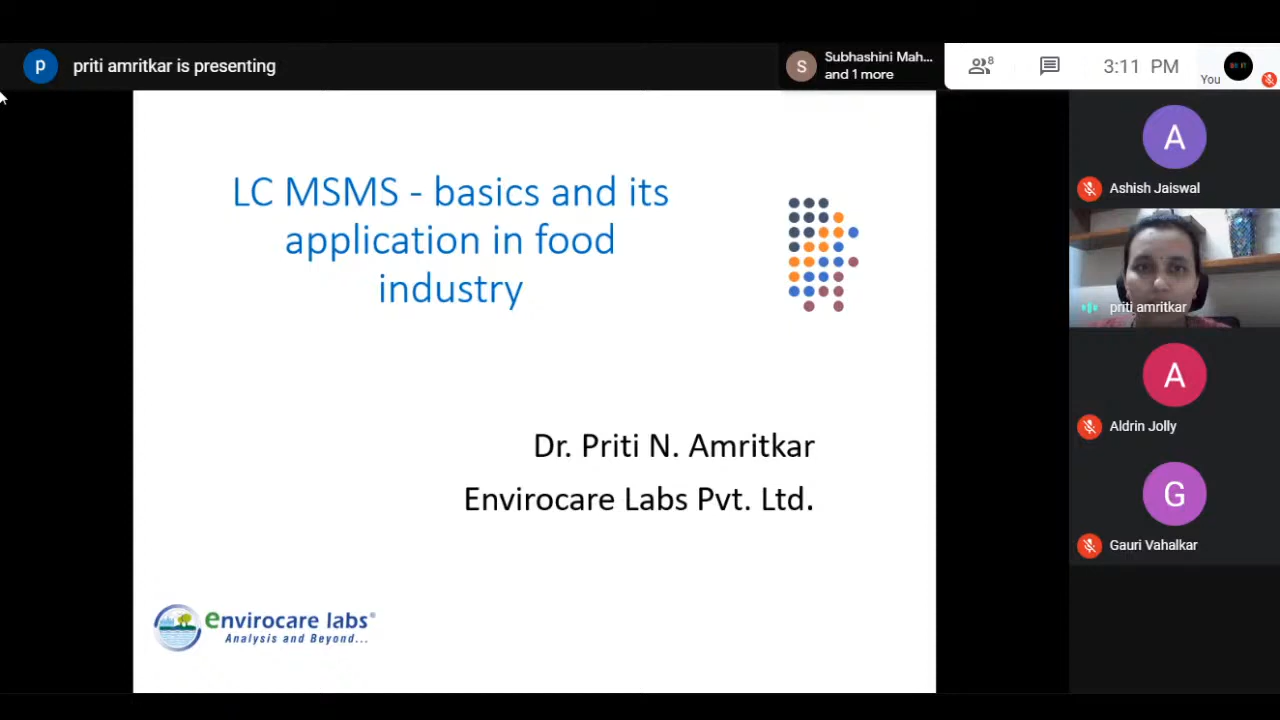 p
priti amritkar is presenting
S
Subhashini Mah...
and 1 more
8
3:11 PM
You
LC MSMS - basics and its
application in food
industry
Dr. Priti N. Amritkar
Envirocare Labs Pvt. Ltd.
envirocare labs®
Analysis and Beyond...
A
Ashish Jaiswal
priti amritkar
A
Aldrin Jolly
G
Gauri Vahalkar